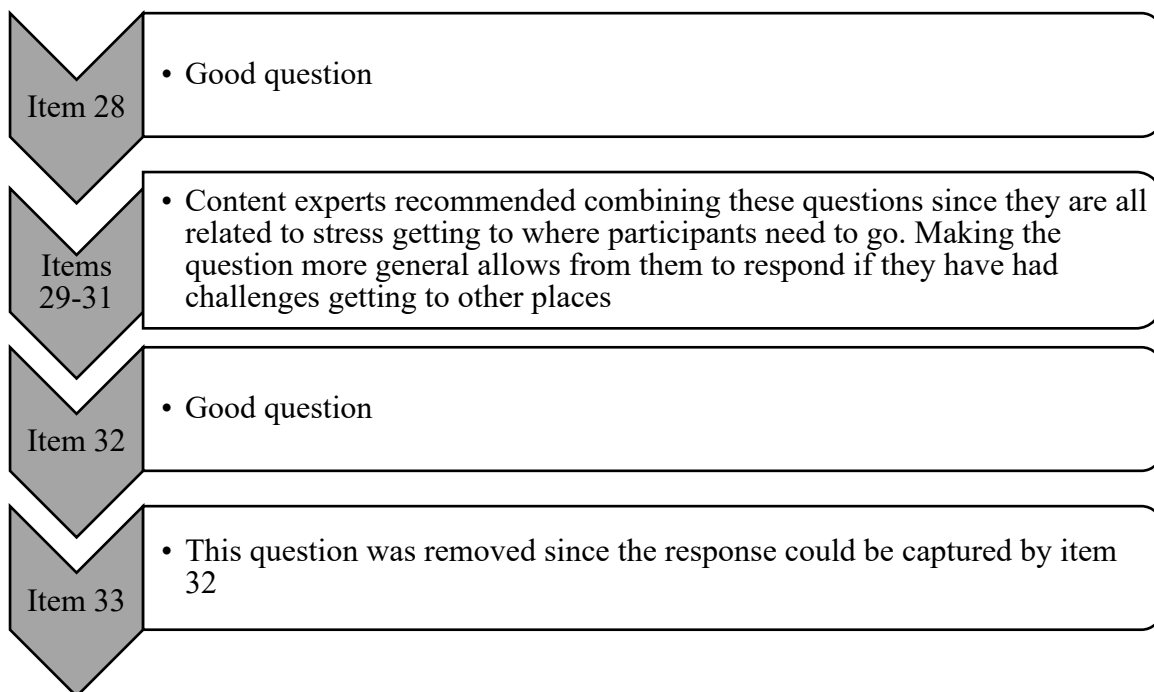 Item 28
• Good question
Items
29-31
• Content experts recommended combining these questions since they are all
related to stress getting to where participants need to go. Making the
question more general allows from them to respond if they have had
challenges getting to other places
Item 32
• Good question
Item 33
• This question was removed since the response could be captured by item
32